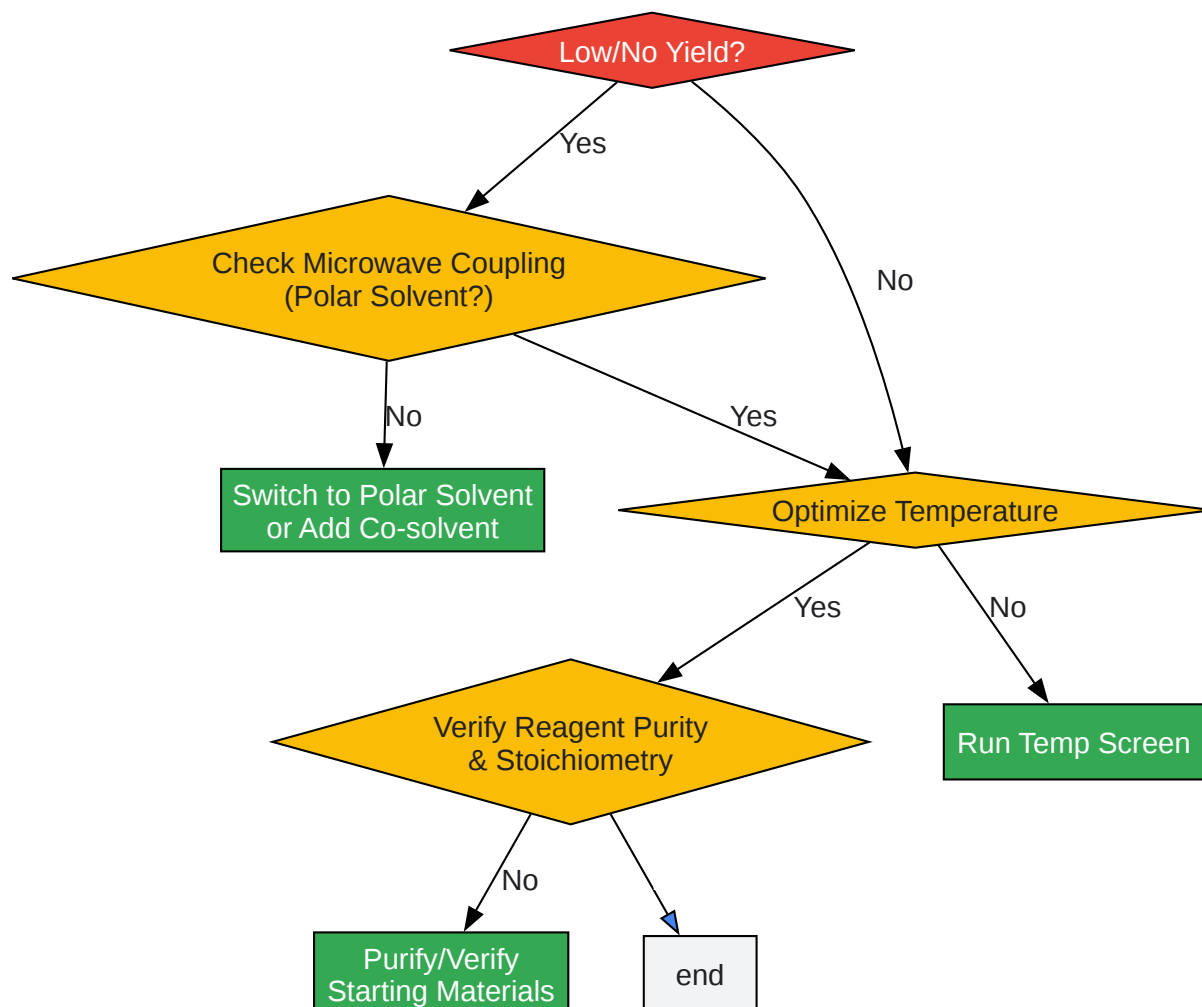 Low/No Yield?
Yes
Check Microwave Coupling
(Polar Solvent?)
No
No
Yes
Switch to Polar Solvent
or Add Co-solvent
Optimize Temperature
Yes
No
Verify Reagent Purity
& Stoichiometry
Run Temp Screen
No
Purify/Verify
Starting Materials
end